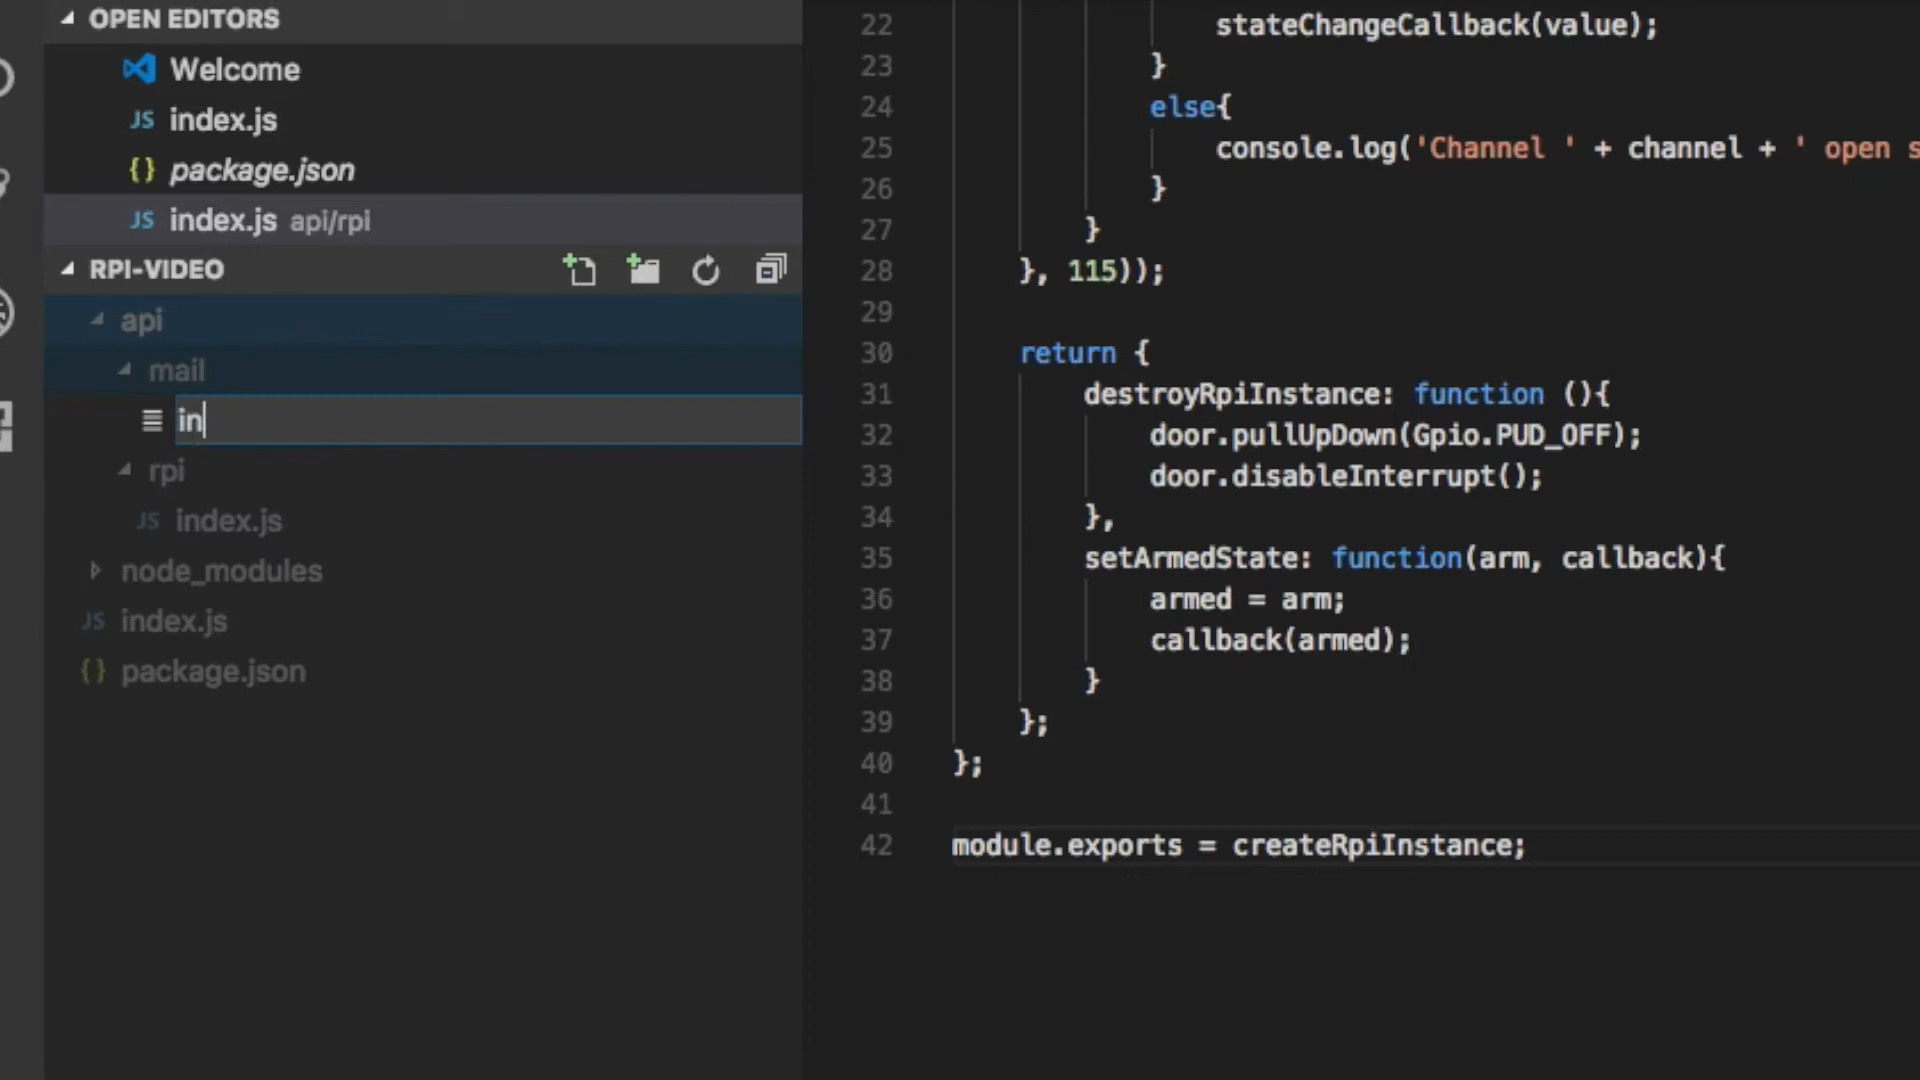 OPEN EDITORS
Welcome
JS index.js
{} package.json
JS index.js api/rpi
RPI-VIDEO
api
mail
in
rpi
JS index.js
node_modules
JS index.js
{} package.json
22 stateChangeCallback(value);
23 }
24 else{
25 console.log('Channel ' + channel + ' open s
26 }
27 }
28 }, 115));
29
30 return {
31 destroyRpiInstance: function (){
32 door.pullUpDown(Gpio.PUD_OFF);
33 door.disableInterrupt();
34 },
35 setArmedState: function(arm, callback){
36 armed = arm;
37 callback(armed);
38 }
39 };
40 };
41
42 module.exports = createRpiInstance;